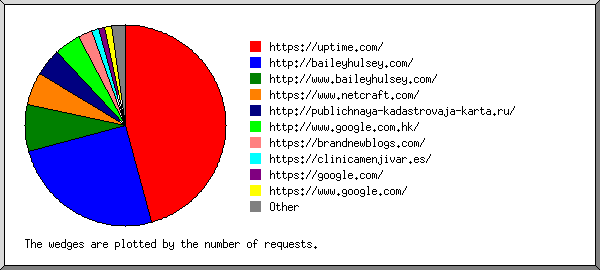 https://uptime.com/
http://baileyhulsey.com/
http://www.baileyhulsey.com/
https://www.netcraft.com/
http://publichnaya-kadastrovaja-karta.ru/
http://www.google.com.hk/
https://brandnewblogs.com/
https://clinicamenjivar.es/
https://google.com/
https://www.google.com/
Other
The wedges are plotted by the number of requests.